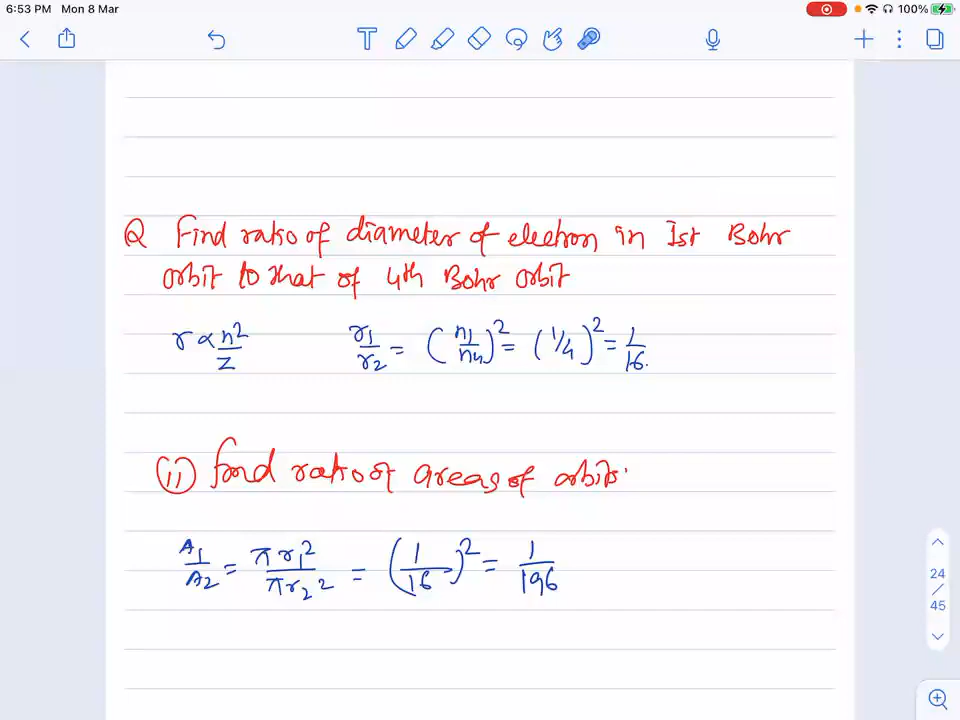 6:53 PM Mon 8 Mar
100%
Q Find ratio of diameter of electron in Ist Bohr
orbit to that of 4th Bohr orbit
r ∝ n²/Z   r₁/r₂ = (n₁/n₄)² = (1/4)² = 1/16.
(ii) find ratio of areas of orbits.
A₁/A₂ = πr₁²/πr₂² = (1/16)² = 1/196
24
/
45